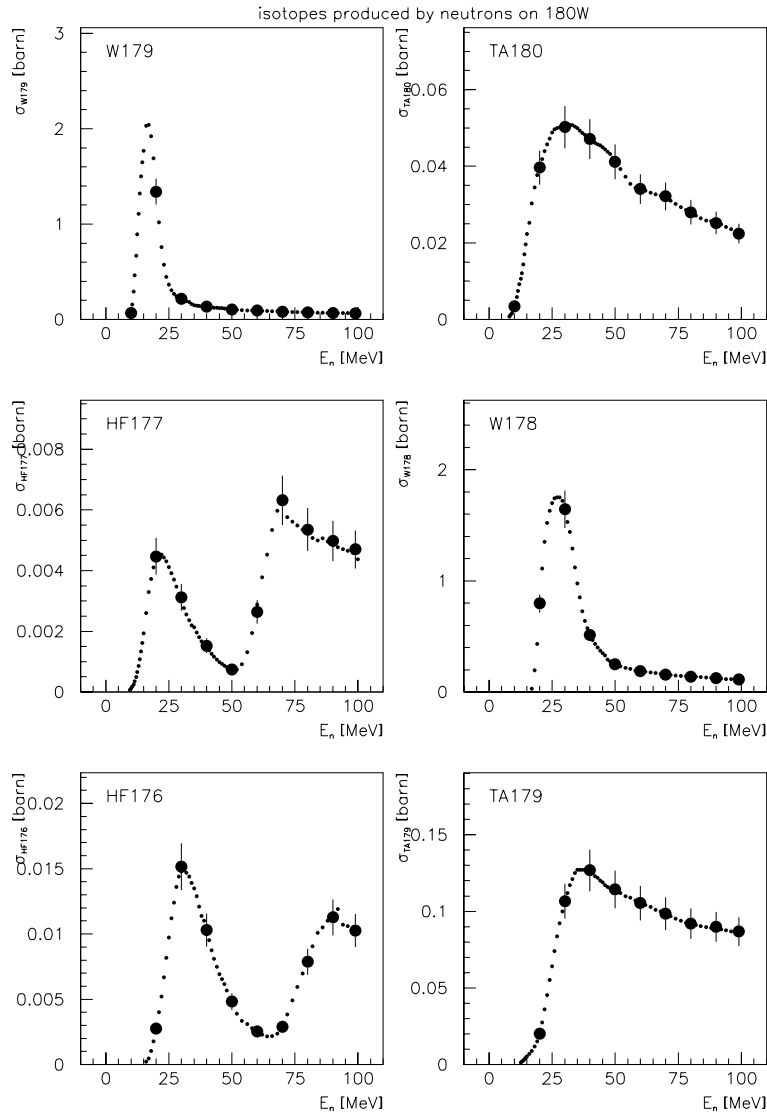 isotopes produced by neutrons on 180W
σW179 [barn]
W179
3
2
1
0
0 25 50 75 100
En [MeV]
σTA180 [barn]
TA180
0.06
0.04
0.02
0
0 25 50 75 100
En [MeV]
σHF177 [barn]
HF177
0.008
0.006
0.004
0.002
0
0 25 50 75 100
En [MeV]
σW178 [barn]
W178
2
1
0
0 25 50 75 100
En [MeV]
σHF176 [barn]
HF176
0.02
0.015
0.01
0.005
0
0 25 50 75 100
En [MeV]
σTA179 [barn]
TA179
0.15
0.1
0.05
0
0 25 50 75 100
En [MeV]